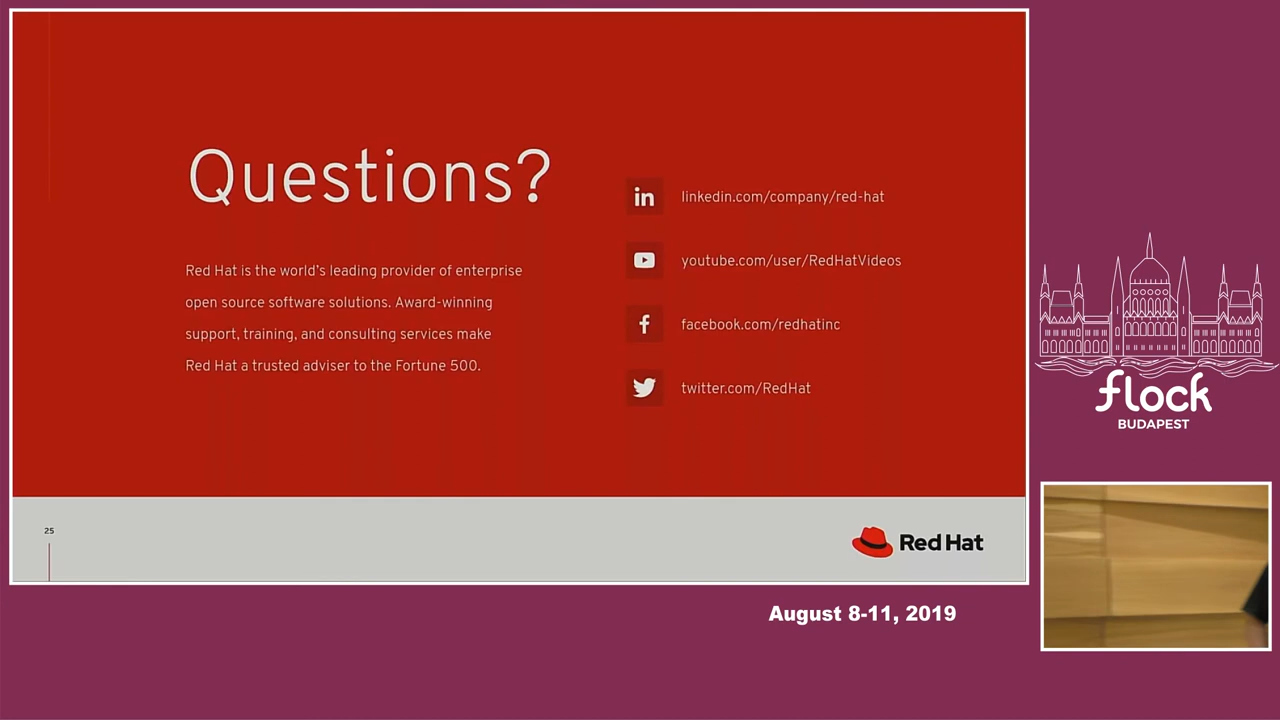 Questions?
Red Hat is the world's leading provider of enterprise
open source software solutions. Award-winning
support, training, and consulting services make
Red Hat a trusted adviser to the Fortune 500.
in
linkedin.com/company/red-hat
youtube.com/user/RedHatVideos
f
facebook.com/redhatinc
twitter.com/RedHat
25
Red Hat
flock
BUDAPEST
August 8-11, 2019